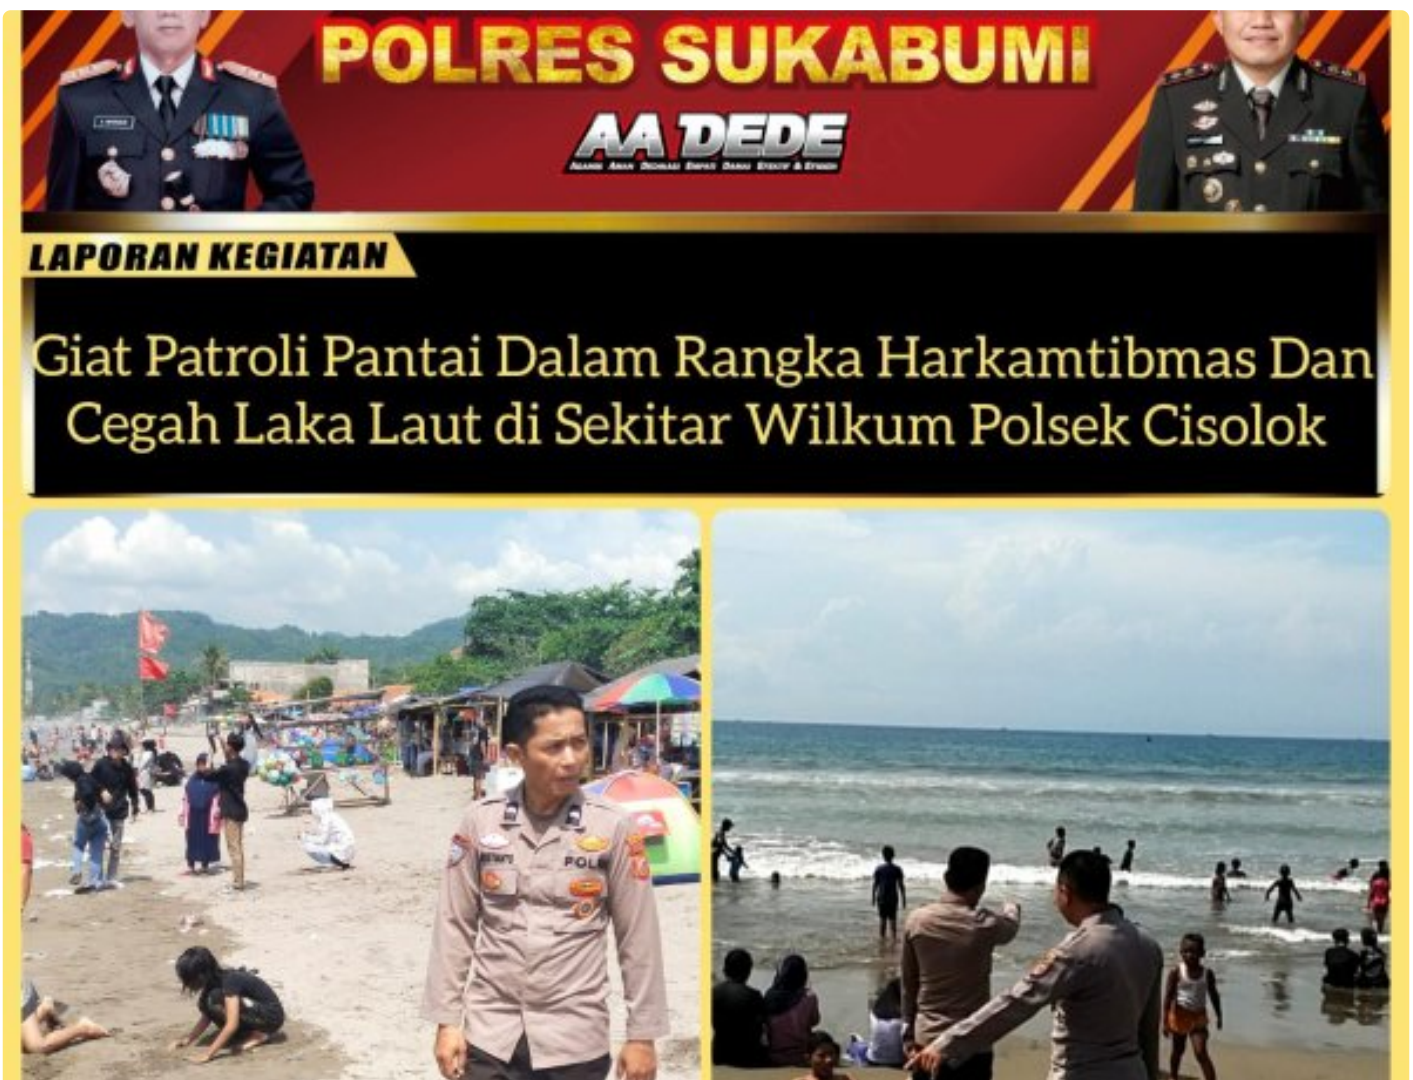 POLRES SUKABUMI
AA DEDE
LAPORAN KEGIATAN
Giat Patroli Pantai Dalam Rangka Harkamtibmas Dan
Cegah Laka Laut di Sekitar Wilkum Polsek Cisolok